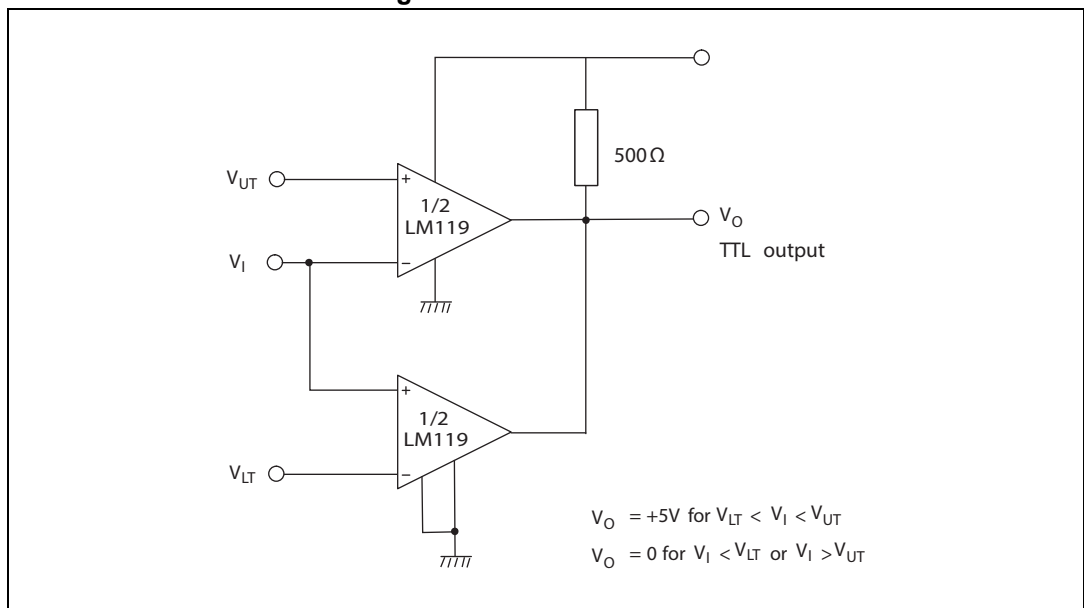 V_UT
+
1/2
LM119
500 Ω
V_O
TTL output
V_I
−
+
1/2
LM119
V_LT
−
V_O = +5V for V_LT < V_I < V_UT
V_O = 0 for V_I < V_LT or V_I > V_UT